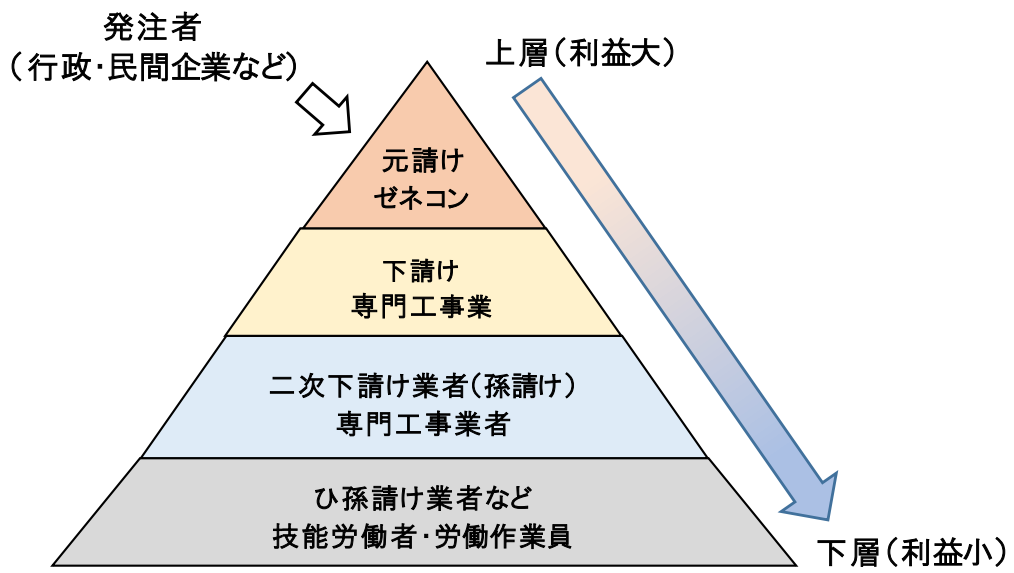 発注者
（行政・民間企業など）
上層（利益大）
元請け
ゼネコン
下請け
専門工事業
二次下請け業者（孫請け）
専門工事業者
ひ孫請け業者など
技能労働者・労働作業員
下層（利益小）